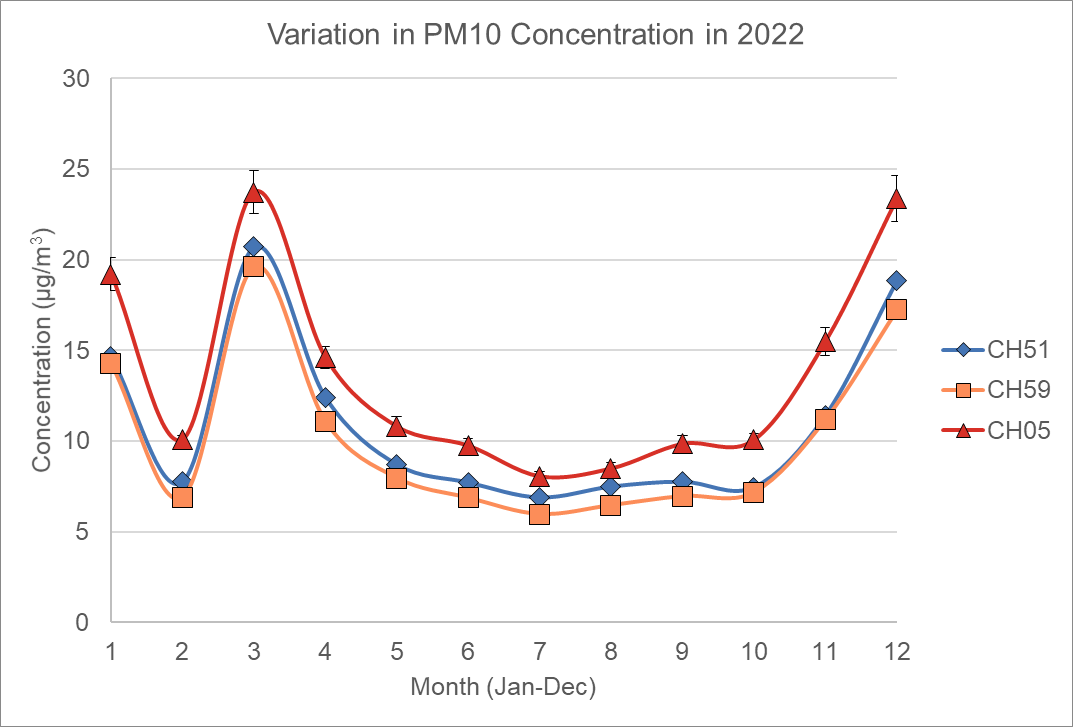 Variation in PM10 Concentration in 2022
30
25
20
15
10
5
0
Concentration (µg/m³)
1 2 3 4 5 6 7 8 9 10 11 12
Month (Jan-Dec)
CH51
CH59
CH05